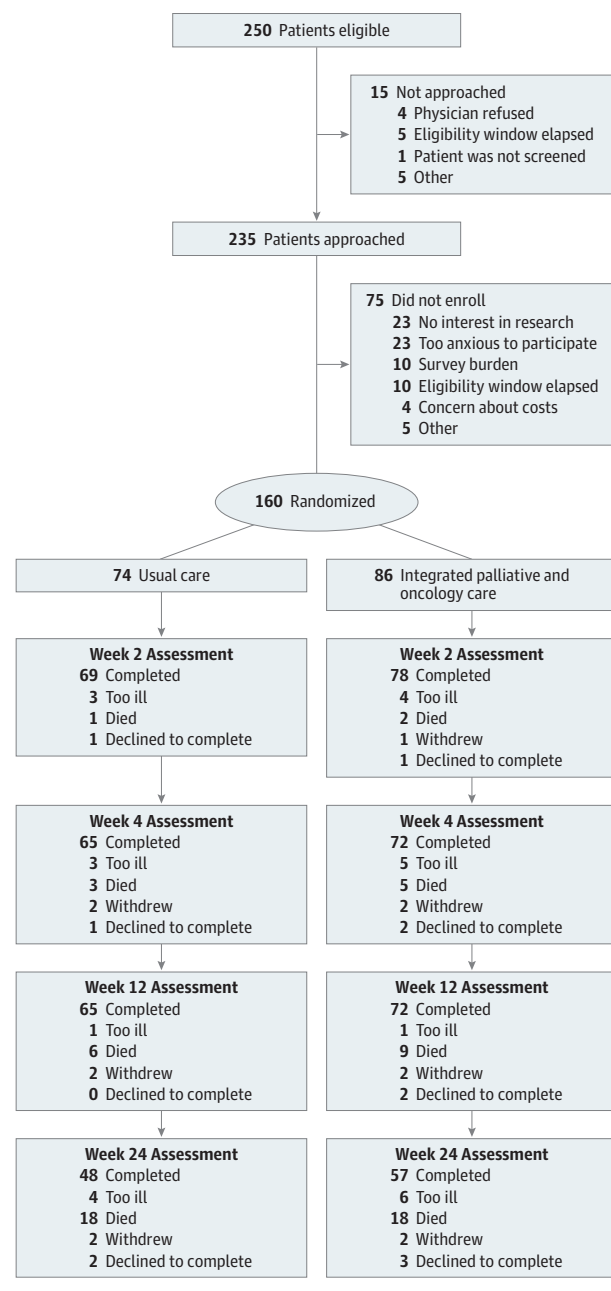 250 Patients eligible
15 Not approached
4 Physician refused
5 Eligibility window elapsed
1 Patient was not screened
5 Other
235 Patients approached
75 Did not enroll
23 No interest in research
23 Too anxious to participate
10 Survey burden
10 Eligibility window elapsed
4 Concern about costs
5 Other
160 Randomized
74 Usual care
86 Integrated palliative and
oncology care
Week 2 Assessment
69 Completed
3 Too ill
1 Died
1 Declined to complete
Week 2 Assessment
78 Completed
4 Too ill
2 Died
1 Withdrew
1 Declined to complete
Week 4 Assessment
65 Completed
3 Too ill
3 Died
2 Withdrew
1 Declined to complete
Week 4 Assessment
72 Completed
5 Too ill
5 Died
2 Withdrew
2 Declined to complete
Week 12 Assessment
65 Completed
1 Too ill
6 Died
2 Withdrew
0 Declined to complete
Week 12 Assessment
72 Completed
1 Too ill
9 Died
2 Withdrew
2 Declined to complete
Week 24 Assessment
48 Completed
4 Too ill
18 Died
2 Withdrew
2 Declined to complete
Week 24 Assessment
57 Completed
6 Too ill
18 Died
2 Withdrew
3 Declined to complete